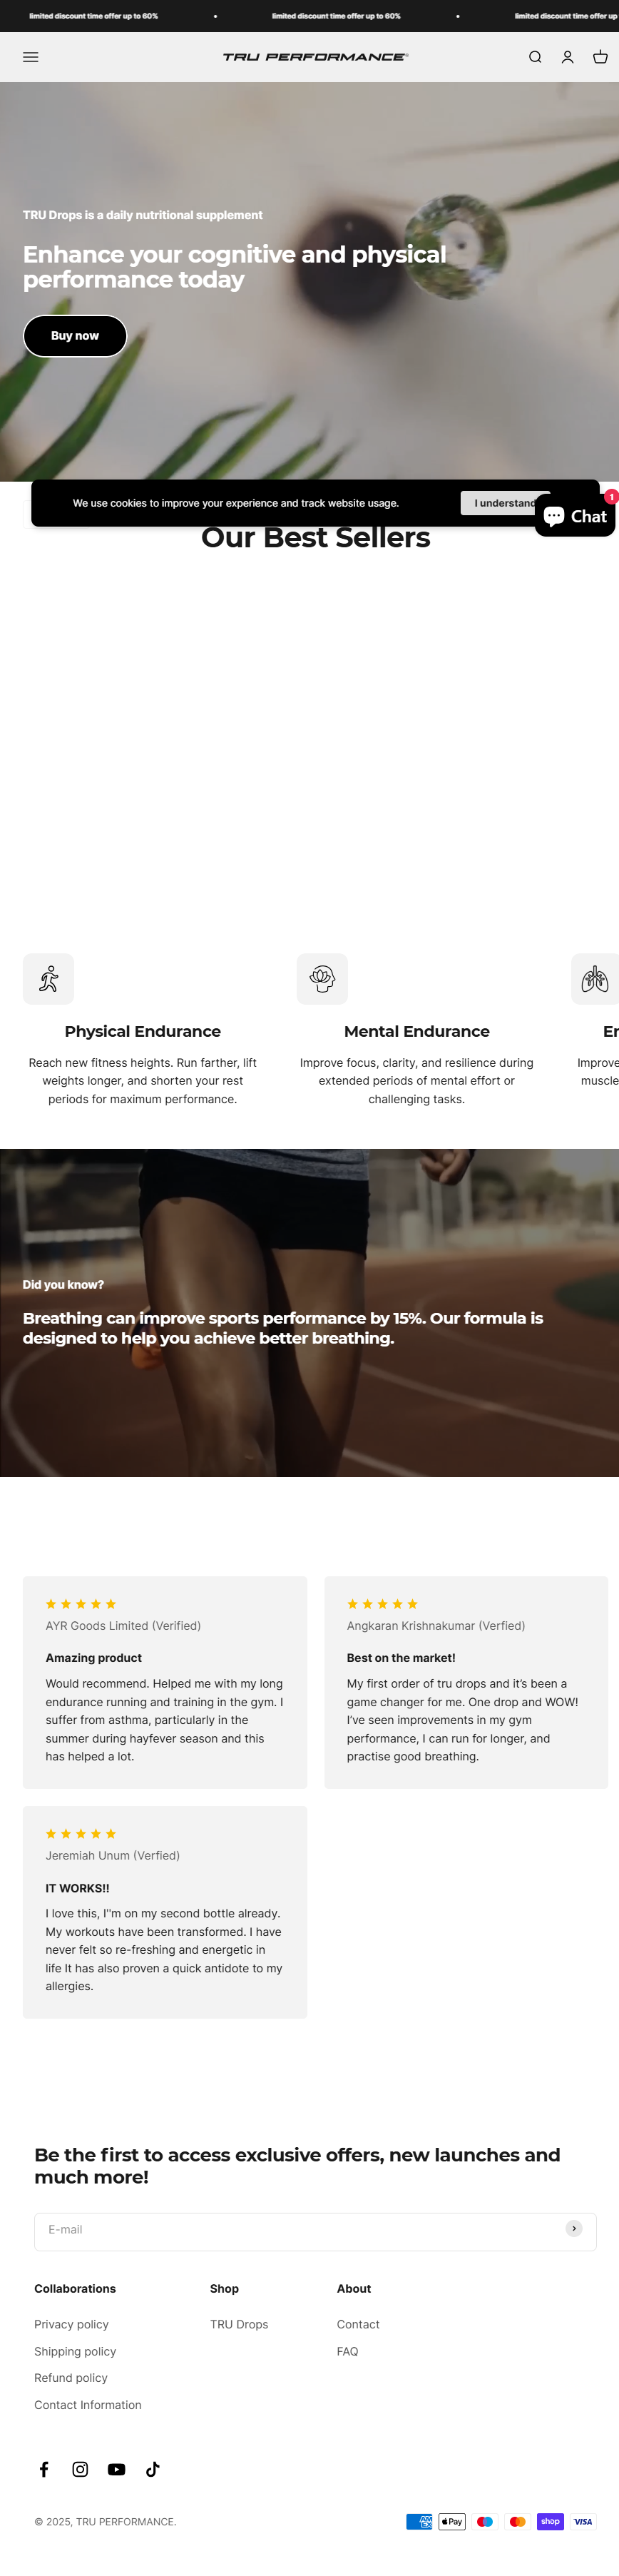 limited discount time offer up to 60% • limited discount time offer up to 60% • limited discount time offer up
TRU PERFORMANCE®
TRU Drops is a daily nutritional supplement
Enhance your cognitive and physical
performance today
Buy now
We use cookies to improve your experience and track website usage.
I understand
1
Chat
Our Best Sellers
Physical Endurance
Reach new fitness heights. Run farther, lift
weights longer, and shorten your rest
periods for maximum performance.
Mental Endurance
Improve focus, clarity, and resilience during
extended periods of mental effort or
challenging tasks.
Er
Improve
muscle
Did you know?
Breathing can improve sports performance by 15%. Our formula is
designed to help you achieve better breathing.
AYR Goods Limited (Verified)
Amazing product
Would recommend. Helped me with my long
endurance running and training in the gym. I
suffer from asthma, particularly in the
summer during hayfever season and this
has helped a lot.
Angkaran Krishnakumar (Verfied)
Best on the market!
My first order of tru drops and it’s been a
game changer for me. One drop and WOW!
I’ve seen improvements in my gym
performance, I can run for longer, and
practise good breathing.
Jeremiah Unum (Verfied)
IT WORKS!!
I love this, I"m on my second bottle already.
My workouts have been transformed. I have
never felt so re-freshing and energetic in
life It has also proven a quick antidote to my
allergies.
Be the first to access exclusive offers, new launches and
much more!
E-mail
Collaborations
Privacy policy
Shipping policy
Refund policy
Contact Information
Shop
TRU Drops
About
Contact
FAQ
© 2025, TRU PERFORMANCE.
AMEX
Pay
shop
VISA